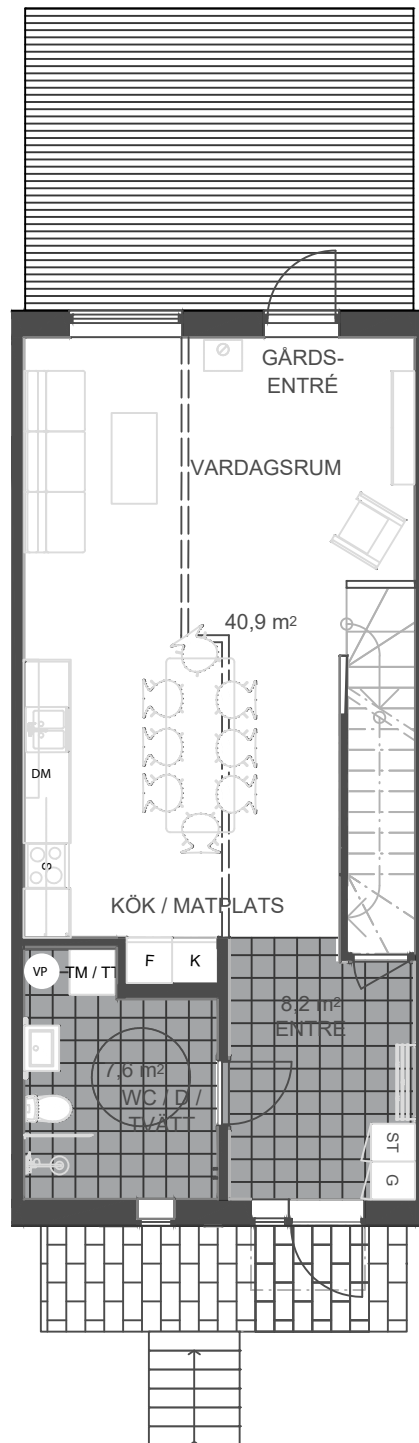 GÅRDS-
ENTRÉ
VARDAGSRUM
40,9 m²
DM
S
KÖK / MATPLATS
F
K
VP
TM / TT
8,2 m²
ENTRÉ
7,6 m²
WC / D /
TVÄTT
ST
G